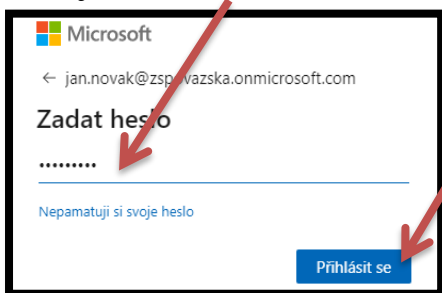 Microsoft
← jan.novak@zspovazska.onmicrosoft.com
Zadat heslo
•••••••••
Nepamatuji si svoje heslo
Přihlásit se